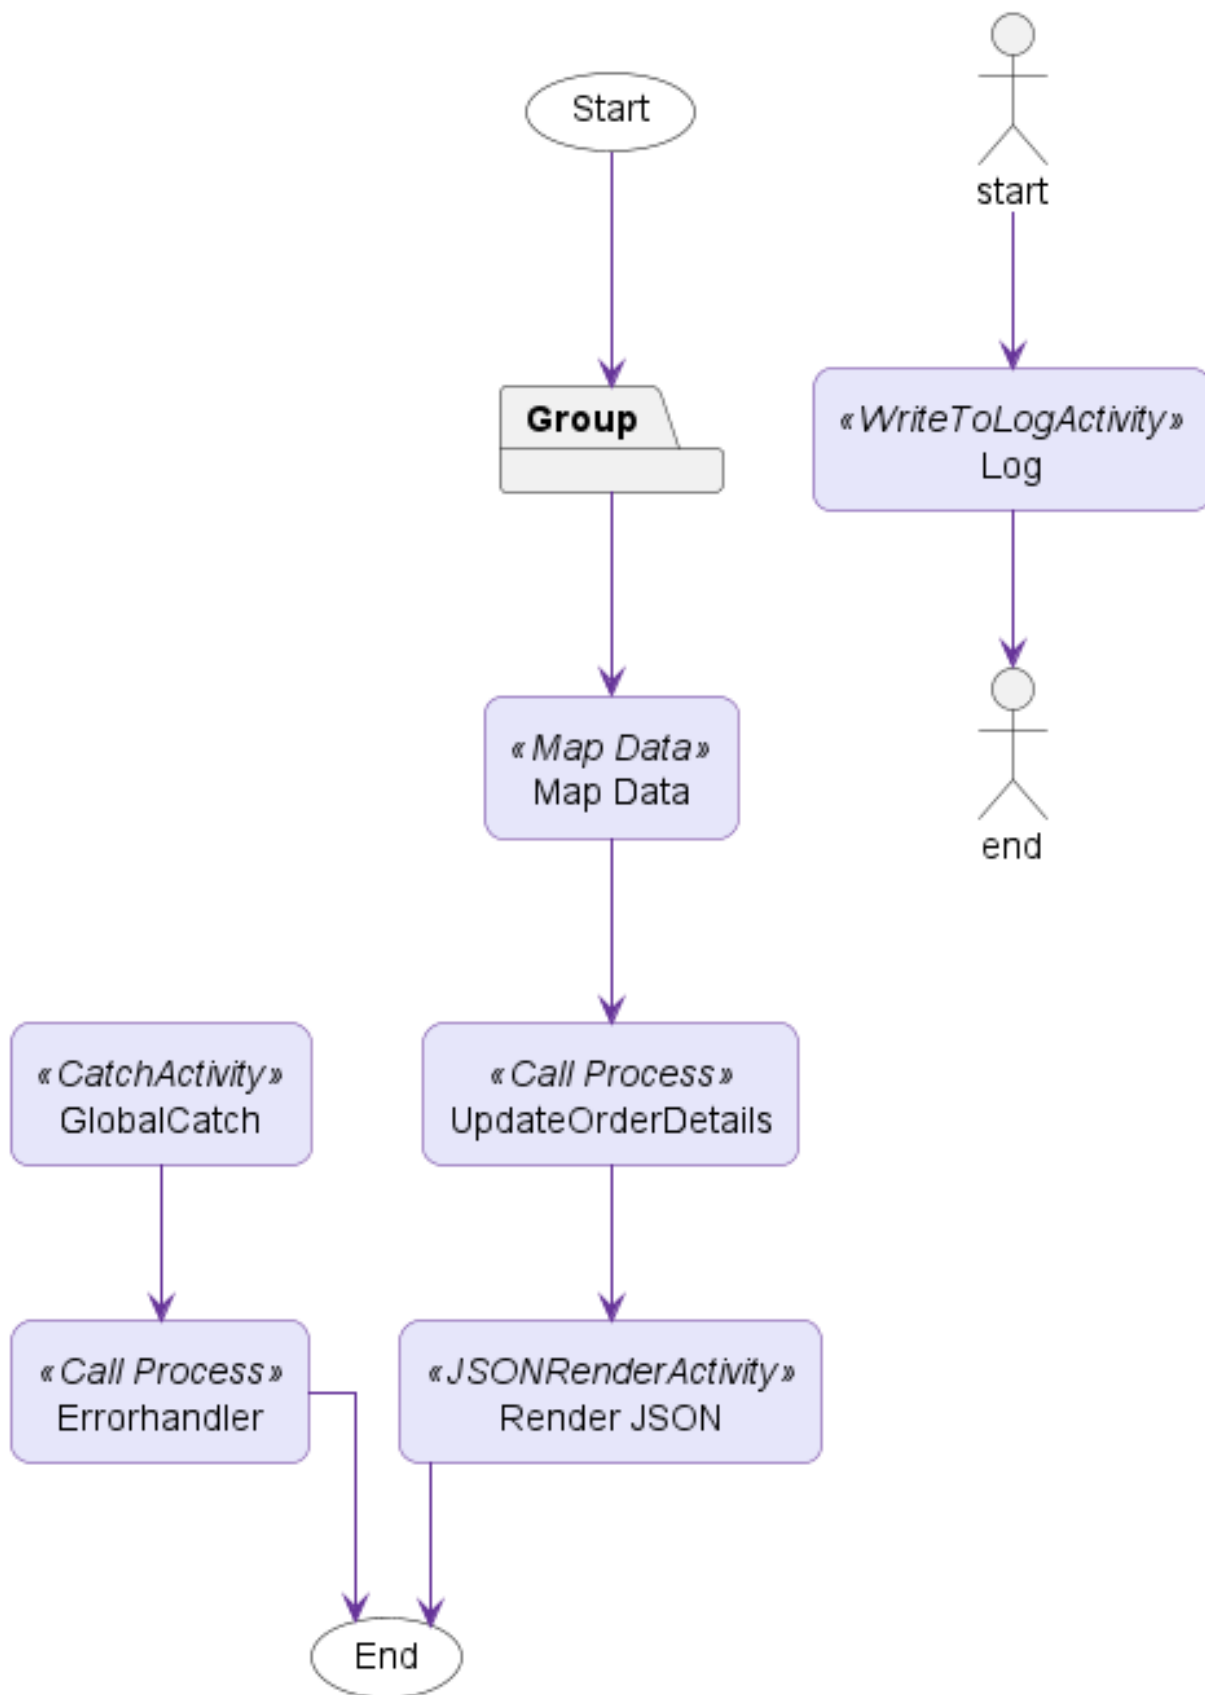 Start
start
Group
«WriteToLogActivity»
Log
«Map Data»
Map Data
end
«CatchActivity»
GlobalCatch
«Call Process»
UpdateOrderDetails
«Call Process»
Errorhandler
«JSONRenderActivity»
Render JSON
End